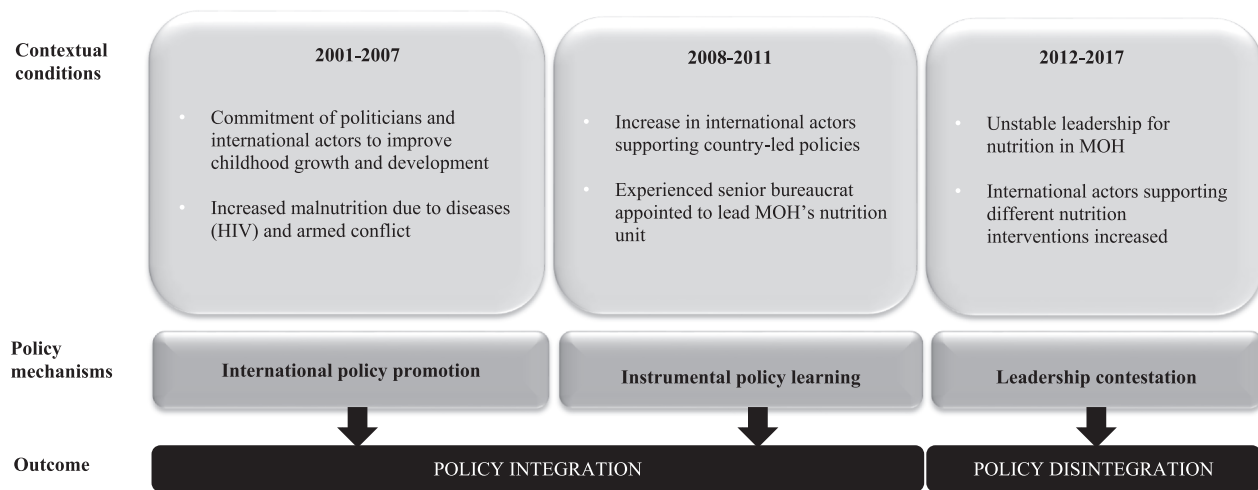 Contextual
conditions
2001-2007
• Commitment of politicians and
international actors to improve
childhood growth and development
• Increased malnutrition due to diseases
(HIV) and armed conflict
2008-2011
• Increase in international actors
supporting country-led policies
• Experienced senior bureaucrat
appointed to lead MOH's nutrition
unit
2012-2017
• Unstable leadership for
nutrition in MOH
• International actors supporting
different nutrition
interventions increased
Policy
mechanisms
International policy promotion
Instrumental policy learning
Leadership contestation
Outcome
POLICY INTEGRATION
POLICY DISINTEGRATION